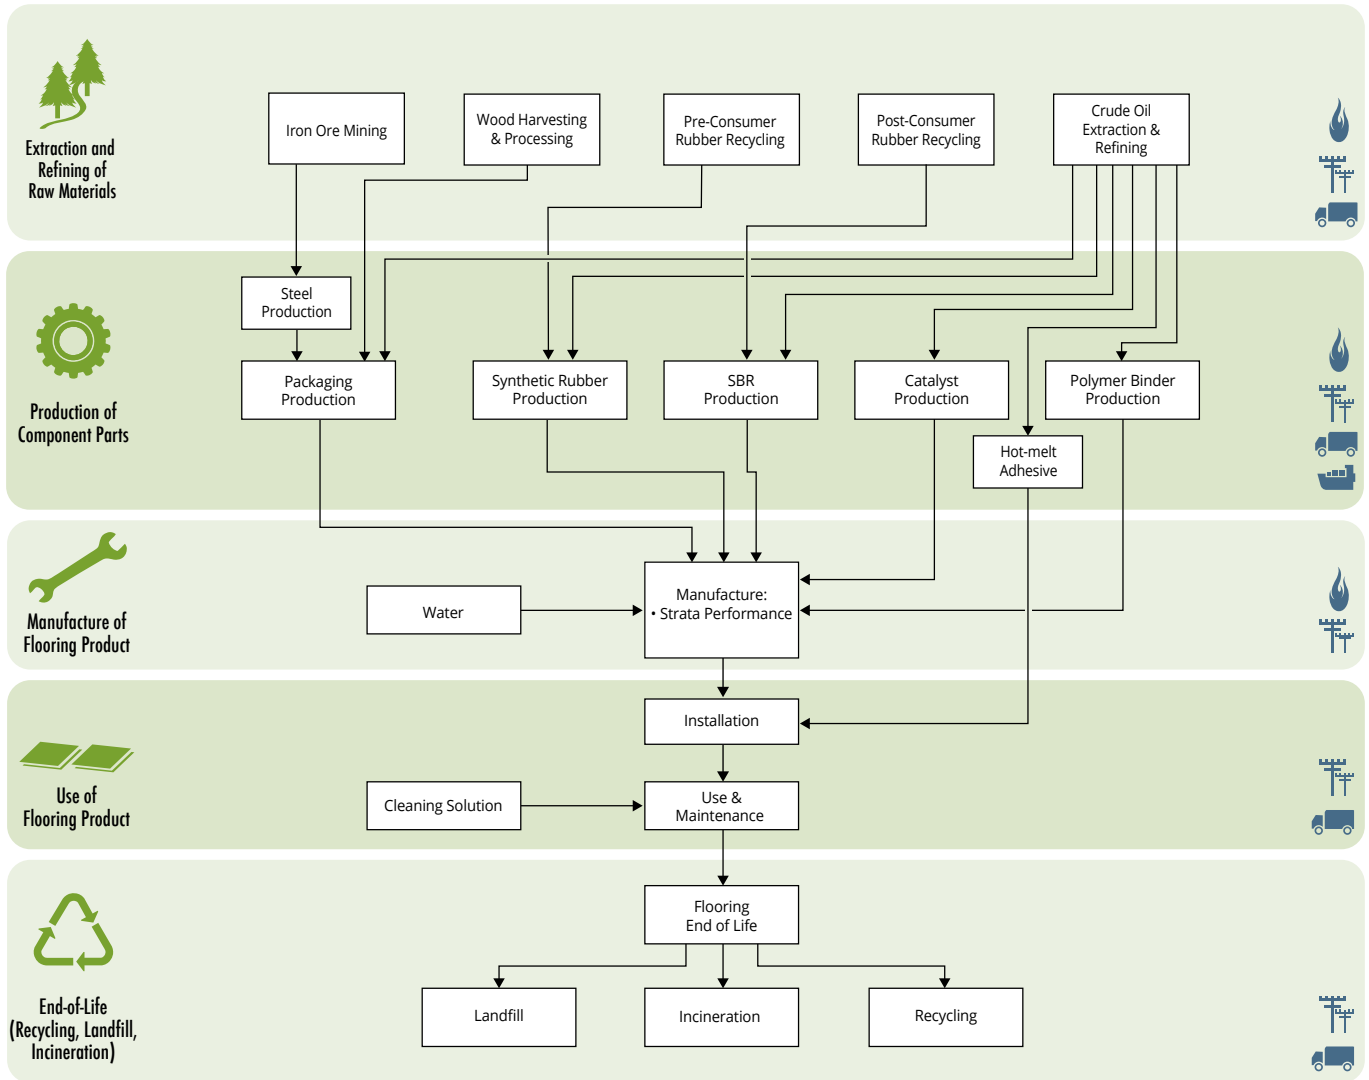 Extraction and
Refining of
Raw Materials
Iron Ore Mining
Wood Harvesting
& Processing
Pre-Consumer
Rubber Recycling
Post-Consumer
Rubber Recycling
Crude Oil
Extraction &
Refining
Production of
Component Parts
Steel
Production
Packaging
Production
Synthetic Rubber
Production
SBR
Production
Catalyst
Production
Polymer Binder
Production
Hot-melt
Adhesive
Manufacture of
Flooring Product
Water
Manufacture:
• Strata Performance
Use of
Flooring Product
Installation
Cleaning Solution
Use &
Maintenance
End-of-Life
(Recycling, Landfill,
Incineration)
Flooring
End of Life
Landfill
Incineration
Recycling